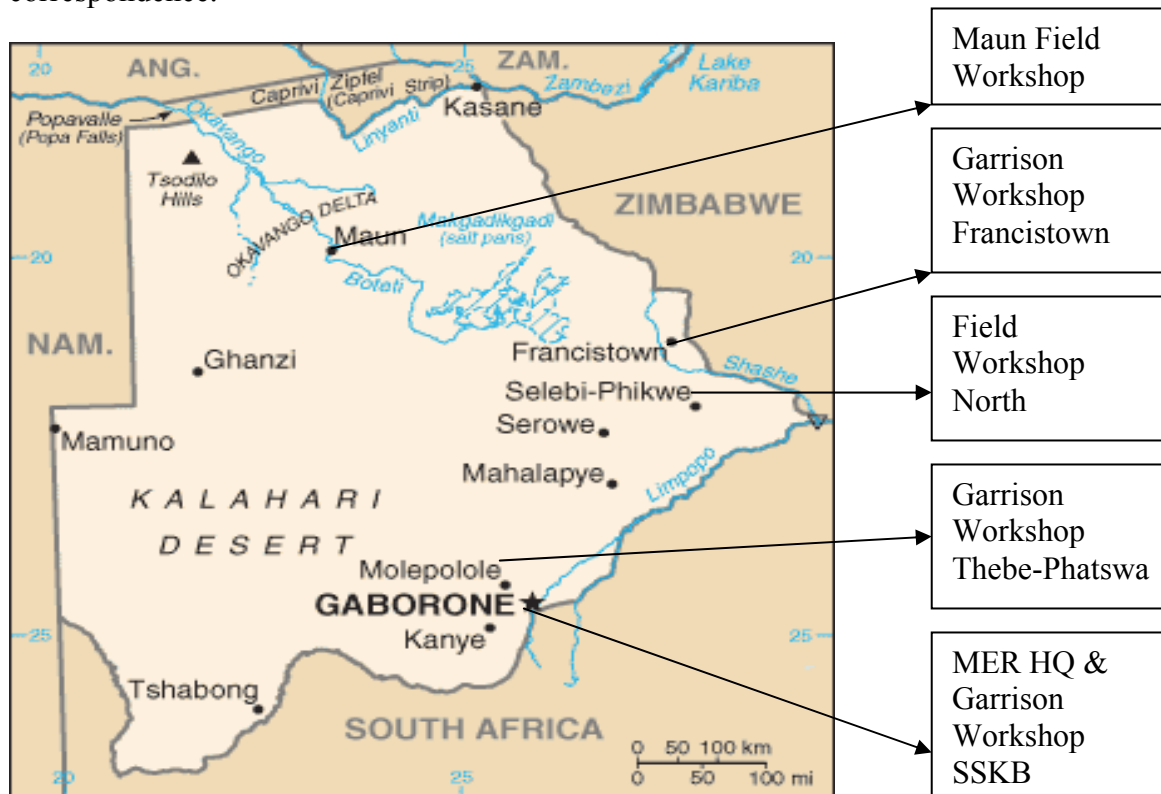 correspondence.
Maun Field
Workshop
Garrison
Workshop
Francistown
Field
Workshop
North
Garrison
Workshop
Thebe-Phatswa
MER HQ &
Garrison
Workshop
SSKB
20
ANG.
25
ZAM.
Lake
Kariba
Caprivi Zipfel
(Caprivi Strip)
Zambezi
Kasane
Popavalle
(Popa Falls)
Okavango
Linyanti
Tsodilo
Hills
ZIMBABWE
OKAVANGO DELTA
Makgadikgadi
(salt pans)
Maun
20
20
Boteti
NAM.
Ghanzi
Francistown
Shashe
Selebi-Phikwe
Serowe
Mamuno
Mahalapye
Limpopo
KALAHARI
DESERT
Molepolole
GABORONE
25
25
Kanye
Tshabong
SOUTH AFRICA
0 50 100 km
0 50 100 mi
20
25